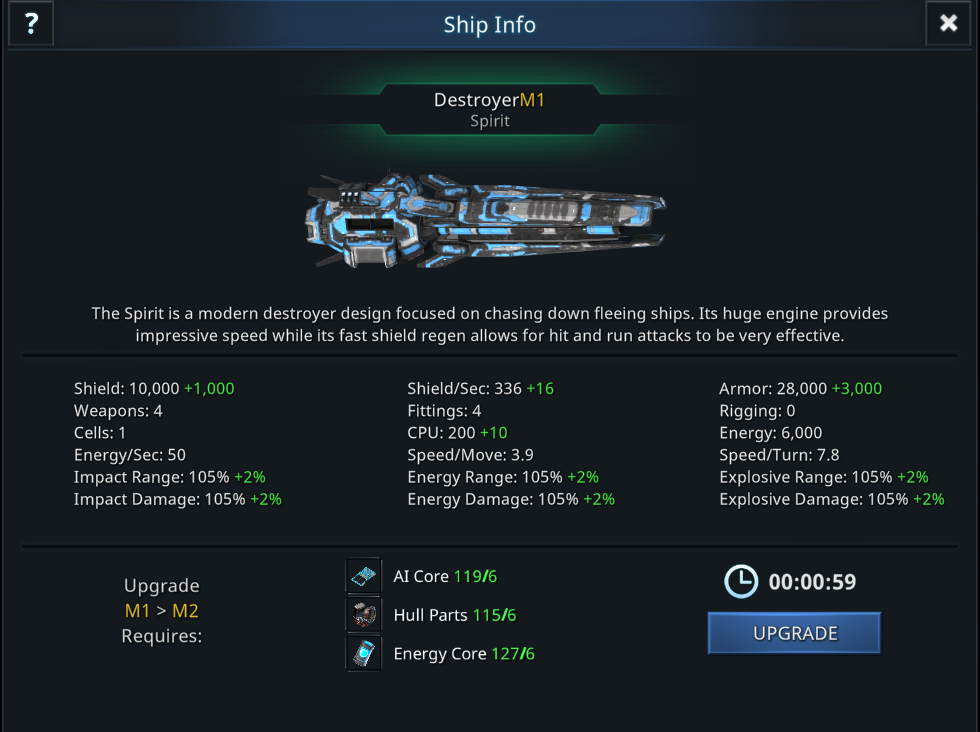 ?
Ship Info
DestroyerM1
Spirit
The Spirit is a modern destroyer design focused on chasing down fleeing ships. Its huge engine provides
impressive speed while its fast shield regen allows for hit and run attacks to be very effective.
Shield: 10,000 +1,000
Weapons: 4
Cells: 1
Energy/Sec: 50
Impact Range: 105% +2%
Impact Damage: 105% +2%
Shield/Sec: 336 +16
Fittings: 4
CPU: 200 +10
Speed/Move: 3.9
Energy Range: 105% +2%
Energy Damage: 105% +2%
Armor: 28,000 +3,000
Rigging: 0
Energy: 6,000
Speed/Turn: 7.8
Explosive Range: 105% +2%
Explosive Damage: 105% +2%
Upgrade
M1 > M2
Requires:
AI Core 119/6
Hull Parts 115/6
Energy Core 127/6
00:00:59
UPGRADE